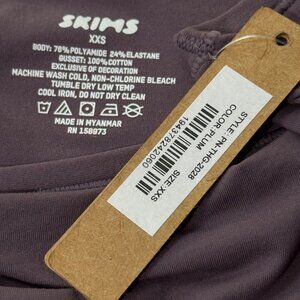 SKIMS
XXS
BODY: 76% POLYAMIDE 24% ELASTANE
GUSSET: 100% COTTON
EXCLUSIVE OF DECORATION
MACHINE WASH COLD, NON-CHLORINE BLEACH
TUMBLE DRY LOW TEMP
COOL IRON, DO NOT DRY CLEAN
MADE IN MYANMAR
RN 158973
STYLE: PN-THG-2028
COLOR: PLUM
194378242060
SIZE: XXS